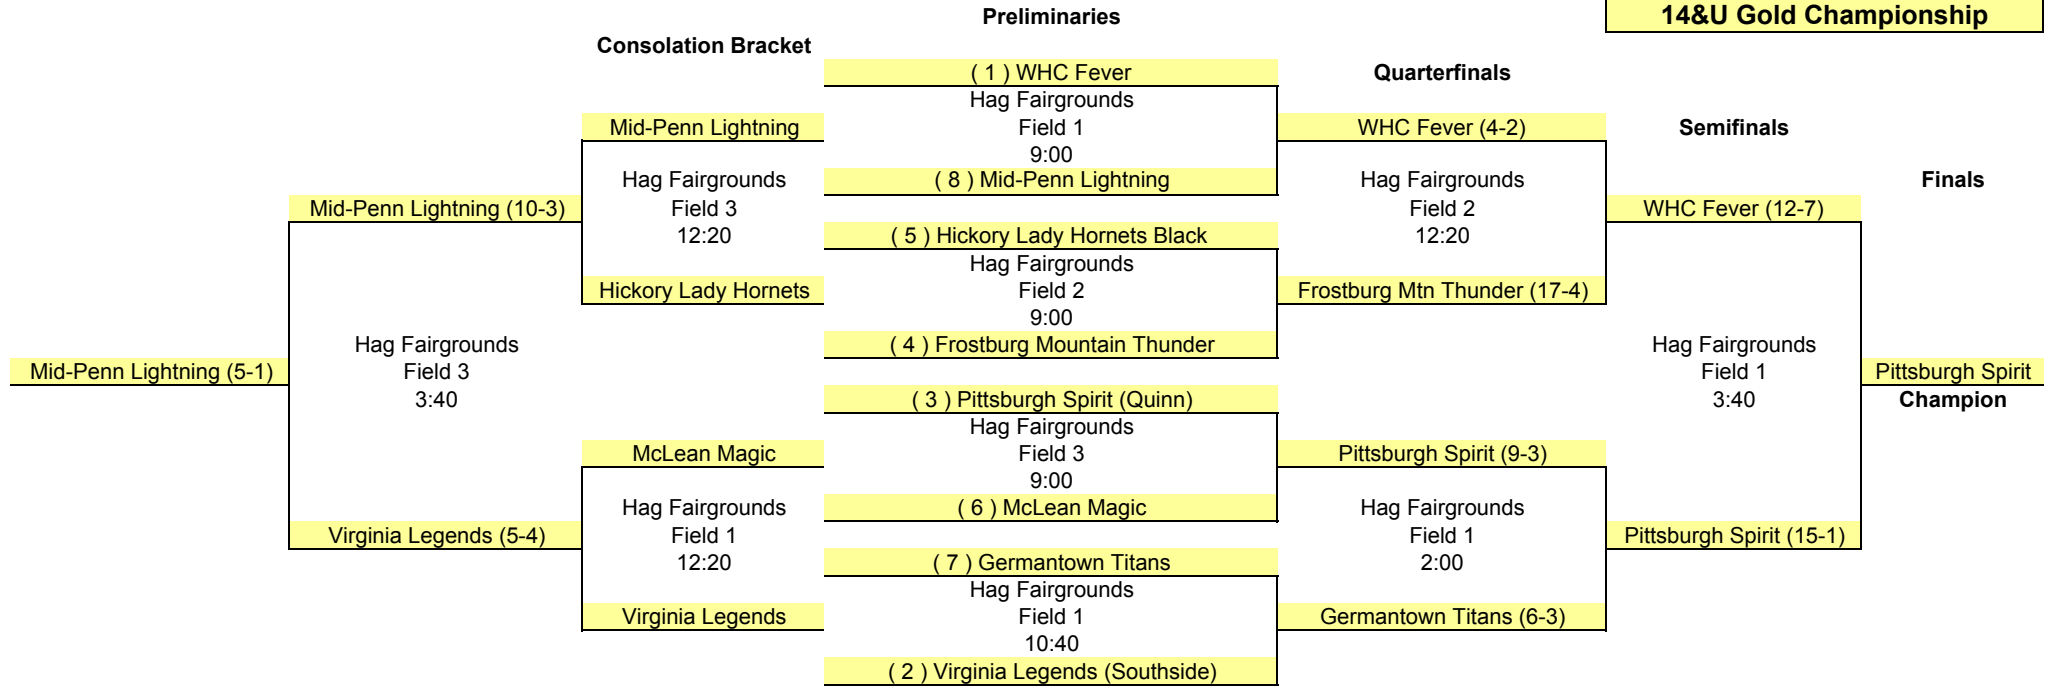 Preliminaries
14&U Gold Championship
Consolation Bracket
( 1 ) WHC Fever
Quarterfinals
Hag Fairgrounds
Mid-Penn Lightning
Field 1
WHC Fever (4-2)
Semifinals
9:00
Hag Fairgrounds
( 8 ) Mid-Penn Lightning
Hag Fairgrounds
Finals
Mid-Penn Lightning (10-3)
Field 3
Field 2
WHC Fever (12-7)
12:20
( 5 ) Hickory Lady Hornets Black
12:20
Hag Fairgrounds
Hickory Lady Hornets
Field 2
Frostburg Mtn Thunder (17-4)
9:00
Hag Fairgrounds
( 4 ) Frostburg Mountain Thunder
Hag Fairgrounds
Mid-Penn Lightning (5-1)
Field 3
Field 1
Pittsburgh Spirit
3:40
( 3 ) Pittsburgh Spirit (Quinn)
3:40
Champion
Hag Fairgrounds
McLean Magic
Field 3
Pittsburgh Spirit (9-3)
9:00
Hag Fairgrounds
( 6 ) McLean Magic
Hag Fairgrounds
Virginia Legends (5-4)
Field 1
Field 1
Pittsburgh Spirit (15-1)
12:20
( 7 ) Germantown Titans
2:00
Hag Fairgrounds
Virginia Legends
Field 1
Germantown Titans (6-3)
10:40
( 2 ) Virginia Legends (Southside)